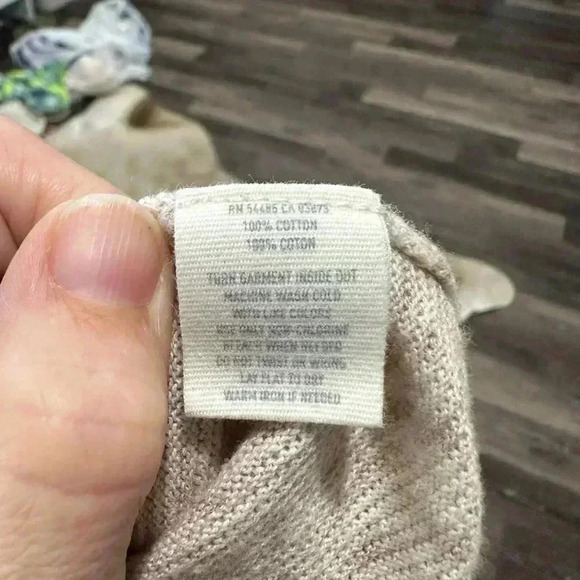 RN 54485 CA 03675
100% COTTON
100% COTON
TURN GARMENT INSIDE OUT
MACHINE WASH COLD
WITH LIKE COLORS
USE ONLY NON-CHLORINE
BLEACH WHEN NEEDED
DO NOT TWIST OR WRING
LAY FLAT TO DRY
WARM IRON IF NEEDED